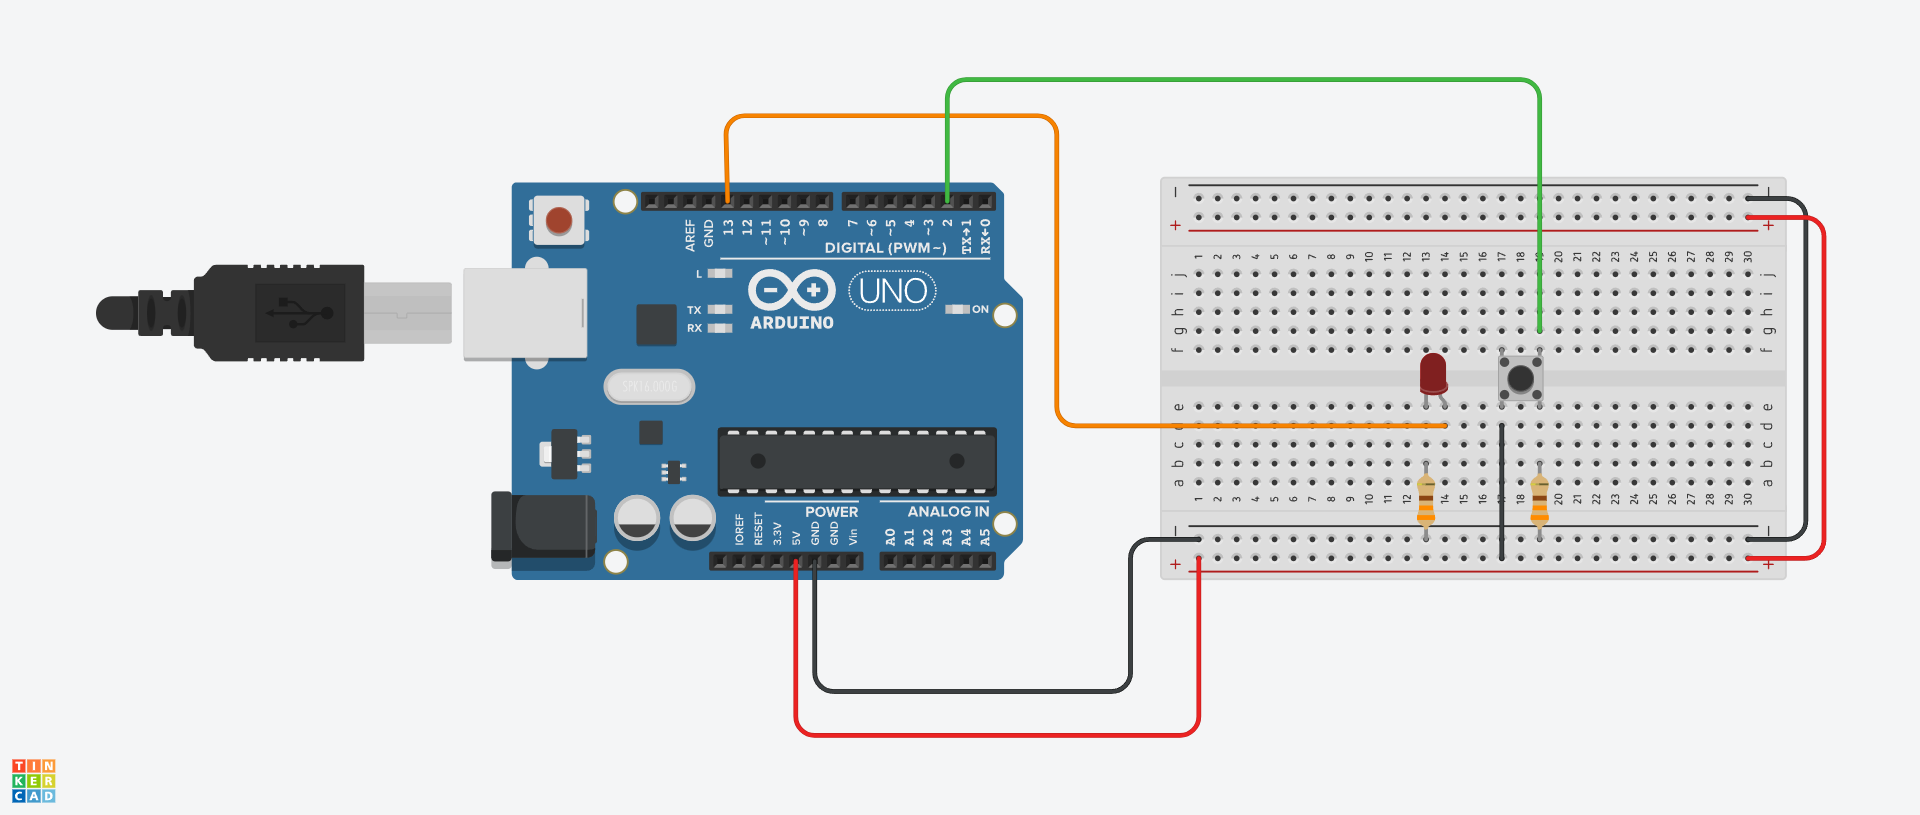 AREF
GND
13
12
~11
~10
~9
8
7
~6
~5
4
~3
2
TX→1
RX←0
DIGITAL (PWM~)
L
TX
RX
UNO
ON
ARDUINO
SPK16.000G
IOREF
RESET
3.3V
5V
GND
GND
Vin
POWER
ANALOG IN
A0
A1
A2
A3
A4
A5
− −
+ +
1 2 3 4 5 6 7 8 9 10 11 12 13 14 15 16 17 18 19 20 21 22 23 24 25 26 27 28 29 30
j j
i i
h h
g g
f f
e e
d d
c c
b b
a a
1 2 3 4 5 6 7 8 9 10 12 14 15 16 17 18 20 21 22 23 24 25 26 27 28 29 30
− −
+ +
TIN
KER
CAD